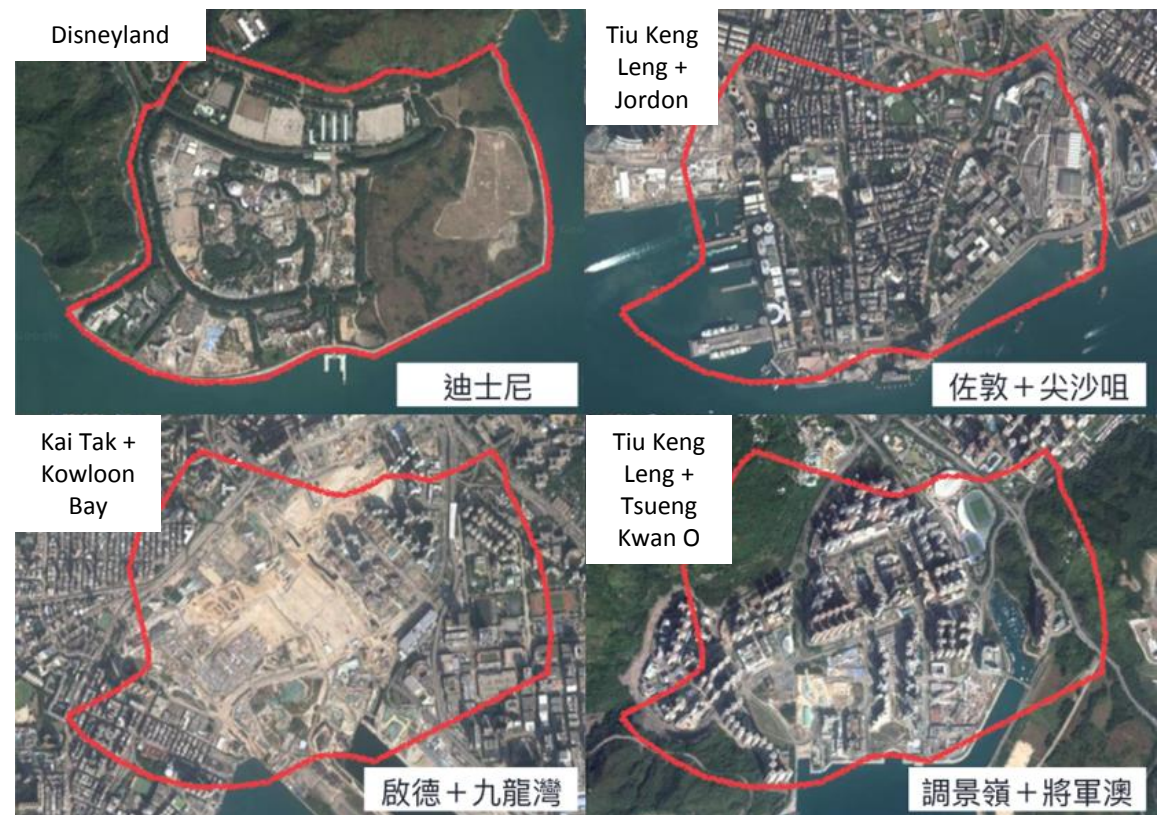 Disneyland
迪士尼
Tiu Keng
Leng +
Jordon
佐敦＋尖沙咀
Kai Tak +
Kowloon
Bay
啟德＋九龍灣
Tiu Keng
Leng +
Tsueng
Kwan O
調景嶺＋將軍澳